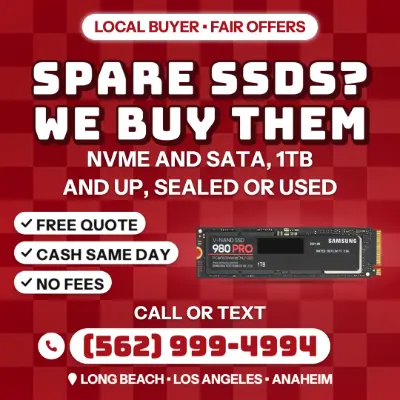 LOCAL BUYER • FAIR OFFERS
SPARE SSDS?
WE BUY THEM
NVME AND SATA, 1TB
AND UP, SEALED OR USED
FREE QUOTE
CASH SAME DAY
NO FEES
V-NAND SSD
980 PRO
SAMSUNG
1TB
CALL OR TEXT
(562) 999-4994
LONG BEACH • LOS ANGELES • ANAHEIM